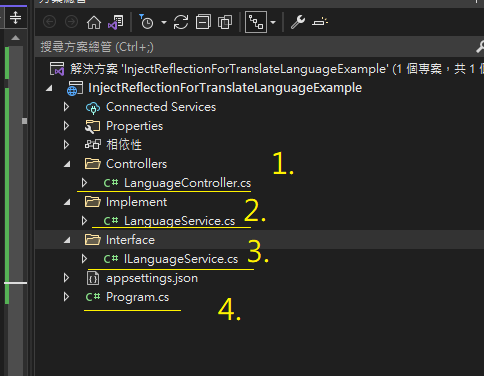 搜尋方案總管 (Ctrl+;)
解決方案 'InjectReflectionForTranslateLanguageExample' (1 個專案，共 1
InjectReflectionForTranslateLanguageExample
Connected Services
Properties
相依性
Controllers
1.
C# LanguageController.cs
Implement
2.
C# LanguageService.cs
Interface
3.
C# ILanguageService.cs
appsettings.json
C# Program.cs
4.